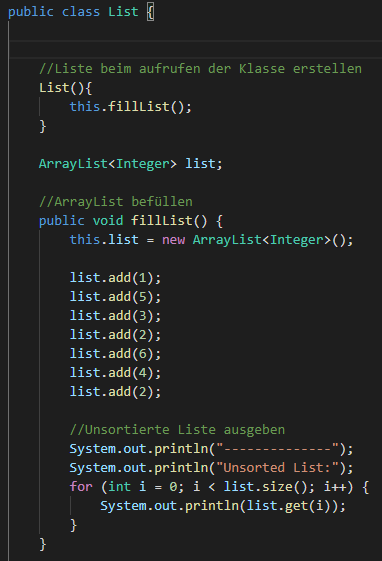 public class List {
//Liste beim aufrufen der Klasse erstellen
List(){
this.fillList();
}
ArrayList<Integer> list;
//ArrayList befüllen
public void fillList() {
this.list = new ArrayList<Integer>();
list.add(1);
list.add(5);
list.add(3);
list.add(2);
list.add(6);
list.add(4);
list.add(2);
//Unsortierte Liste ausgeben
System.out.println("--------------");
System.out.println("Unsorted List:");
for (int i = 0; i < list.size(); i++) {
System.out.println(list.get(i));
}
}